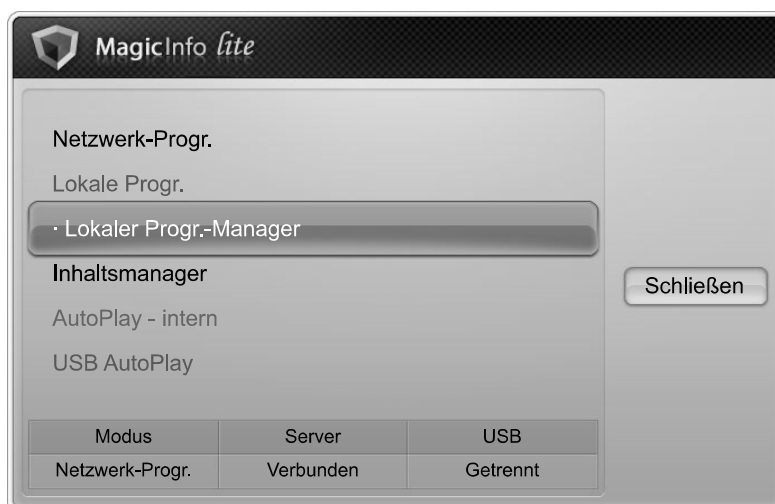 MagicInfo lite
Netzwerk-Progr.
Lokale Progr.
· Lokaler Progr.-Manager
Inhaltsmanager
AutoPlay - intern
USB AutoPlay
Schließen
Modus Server USB
Netzwerk-Progr. Verbunden Getrennt